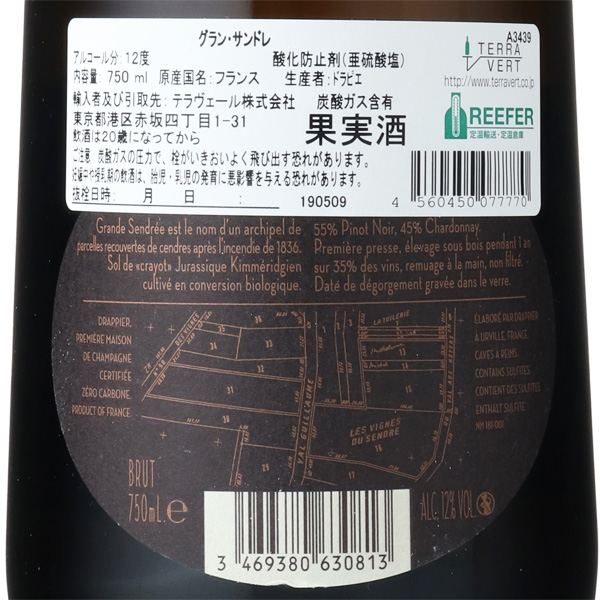 グラン・サンドレ
A3439
アルコール分:12度 酸化防止剤(亜硫酸塩)
内容量:750 ml 原産国名:フランス 生産者:ドラピエ
輸入者及び引取先:テラヴェール株式会社 炭酸ガス含有
東京都港区赤坂四丁目1-31
飲酒は20歳になってから
果実酒
ご注意 炭酸ガスの圧力で、栓がいきおいよく飛び出す恐れがあります。
妊娠中や授乳期の飲酒は、胎児・乳児の発育に悪影響を与える恐れがあります。
抜栓日時: 月 日 : 190509
TERRA
VERT
http://www.terravert.co.jp
REEFER
定温輸送・定温倉庫
4 560450 077770
Grande Sendrée est le nom d'un archipel de
parcelles recouvertes de cendres après l'incendie de 1836.
Sol de «crayot» Jurassique Kimméridgien
cultivé en conversion biologique.
55% Pinot Noir, 45% Chardonnay.
Première presse, élevage sous bois pendant 1 an
sur 35% des vins, remuage à la main, non filtré.
Daté de dégorgement gravée dans le verre.
DRAPPIER,
PREMIÈRE MAISON
DE CHAMPAGNE
CERTIFIÉE
ZÉRO CARBONE.
PRODUCT OF FRANCE.
LA TUILERIE
VAL GUILLAUME
LES VIGNES
DU SENDRE
ÉLABORÉ PAR DRAPPIER
À URVILLE, FRANCE.
CAVES À REIMS.
CONTAINS SULFITES.
CONTIENT DES SULFITES
ENTHÄLT SULFITE
NM 181-001
BRUT
750mL e
ALC. 12% VOL.
3 469380 630813